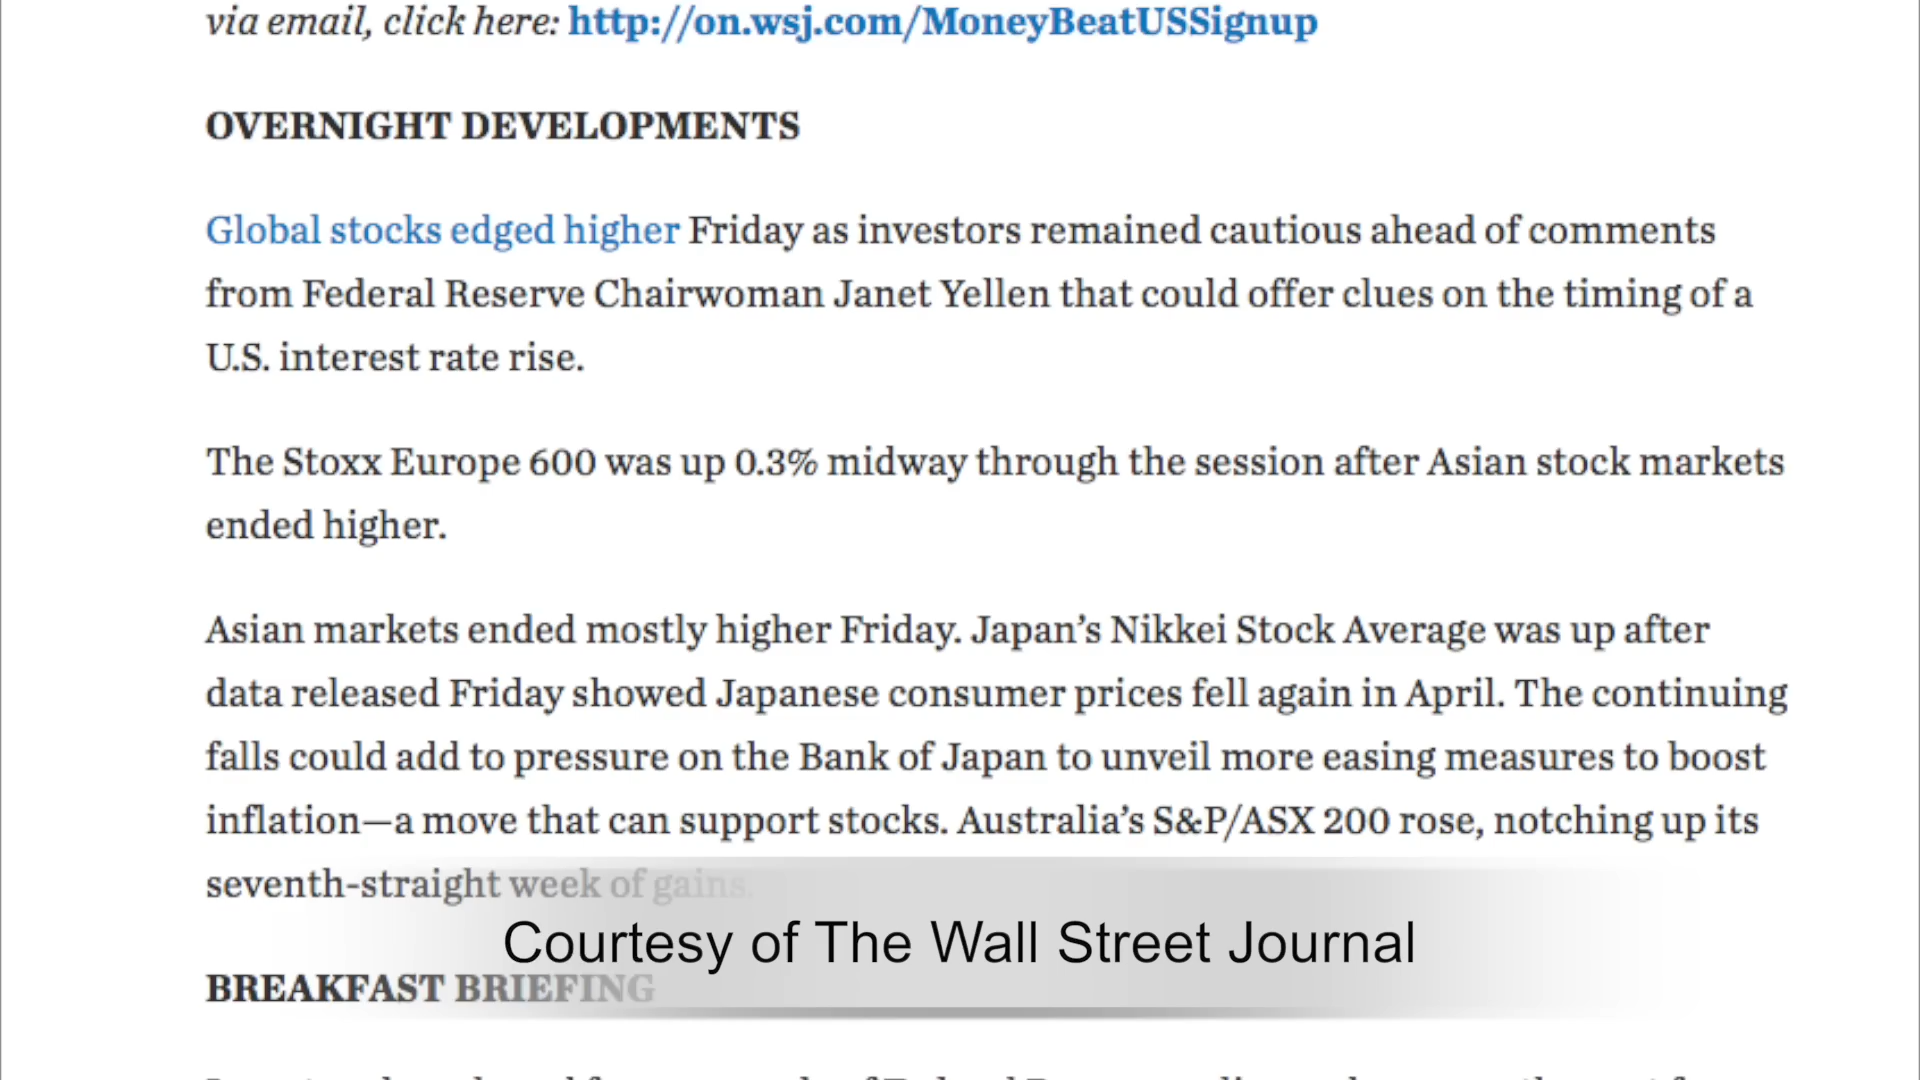 via email, click here: http://on.wsj.com/MoneyBeatUSSignup
OVERNIGHT DEVELOPMENTS
Global stocks edged higher Friday as investors remained cautious ahead of comments
from Federal Reserve Chairwoman Janet Yellen that could offer clues on the timing of a
U.S. interest rate rise.
The Stoxx Europe 600 was up 0.3% midway through the session after Asian stock markets
ended higher.
Asian markets ended mostly higher Friday. Japan’s Nikkei Stock Average was up after
data released Friday showed Japanese consumer prices fell again in April. The continuing
falls could add to pressure on the Bank of Japan to unveil more easing measures to boost
inflation—a move that can support stocks. Australia’s S&P/ASX 200 rose, notching up its
seventh-straight week of gains.
Courtesy of The Wall Street Journal
BREAKFAST BRIEFING